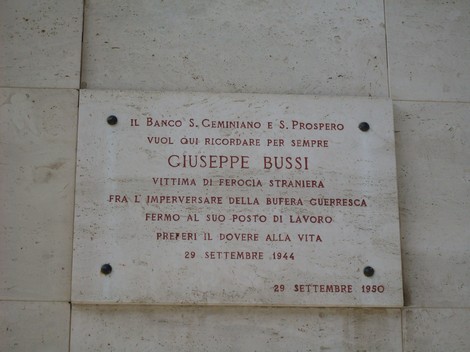 IL BANCO S. GEMINIANO E S. PROSPERO
VUOL QUI RICORDARE PER SEMPRE
GIUSEPPE BUSSI
VITTIMA DI FEROCIA STRANIERA
FRA L'IMPERVERSARE DELLA BUFERA GUERRESCA
FERMO AL SUO POSTO DI LAVORO
PREFERÌ IL DOVERE ALLA VITA
29 SETTEMBRE 1944
29 SETTEMBRE 1950